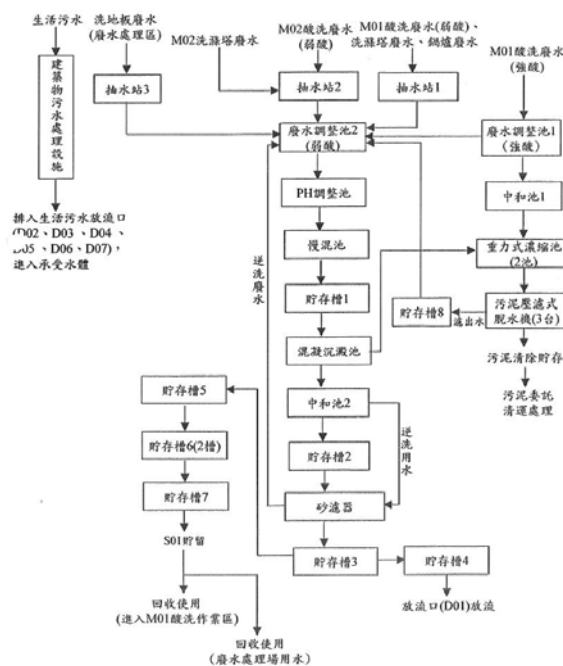 生活污水
洗地板廢水
(廢水處理區)
M02洗滌塔廢水
M02酸洗廢水
(弱酸)
M01酸洗廢水(弱酸)、
洗滌塔廢水、鍋爐廢水
M01酸洗廢水
(強酸)
建築物污水處理設施
抽水站3
抽水站2
抽水站1
廢水調整池2
(弱酸)
廢水調整池1
(強酸)
PH調整池
中和池1
排入生活污水放流口
(D02、D03、D04、
D05、D06、D07),
進入承受水體
慢混池
重力式濃縮池
(2池)
逆洗廢水
貯存槽1
貯存槽8
濾出水
污泥壓濾式
脫水機(3台)
混凝沉澱池
污泥清除貯存
貯存槽5
中和池2
污泥委託
清運處理
貯存槽6(2槽)
貯存槽2
逆洗用水
貯存槽7
砂濾器
S01貯留
貯存槽3
貯存槽4
回收使用
(進入M01酸洗作業區)
放流口(D01)放流
回收使用
(廢水處理場用水)